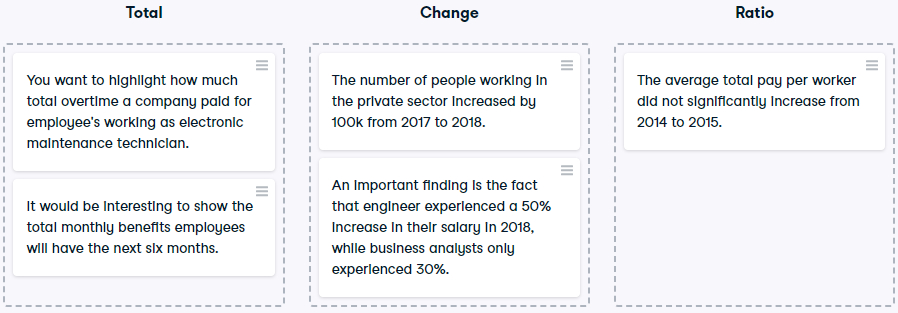 Total
You want to highlight how much
total overtime a company paid for
employee's working as electronic
maintenance technician.
It would be interesting to show the
total monthly benefits employees
will have the next six months.
Change
The number of people working in
the private sector increased by
100k from 2017 to 2018.
An important finding is the fact
that engineer experienced a 50%
increase in their salary in 2018,
while business analysts only
experienced 30%.
Ratio
The average total pay per worker
did not significantly increase from
2014 to 2015.